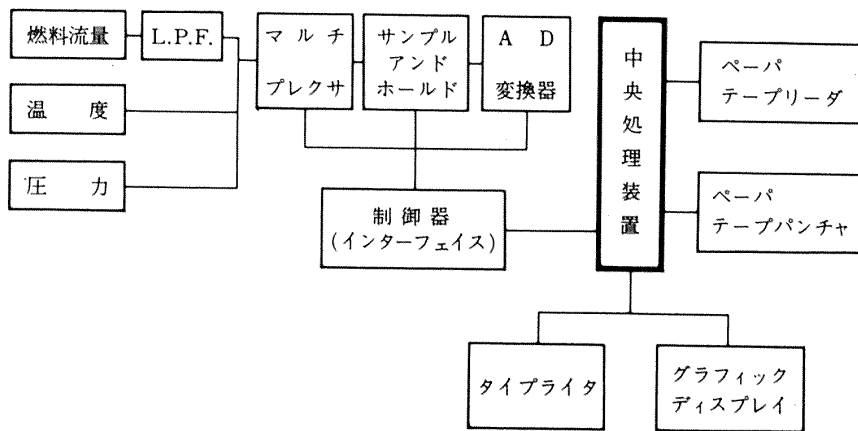 燃料流量
L.P.F.
マルチ
プレクサ
サンプル
アンド
ホールド
A D
変換器
温度
圧力
制御器
(インターフェイス)
中央処理装置
ペーパ
テープリーダ
ペーパ
テープパンチャ
タイプライタ
グラフィック
ディスプレイ